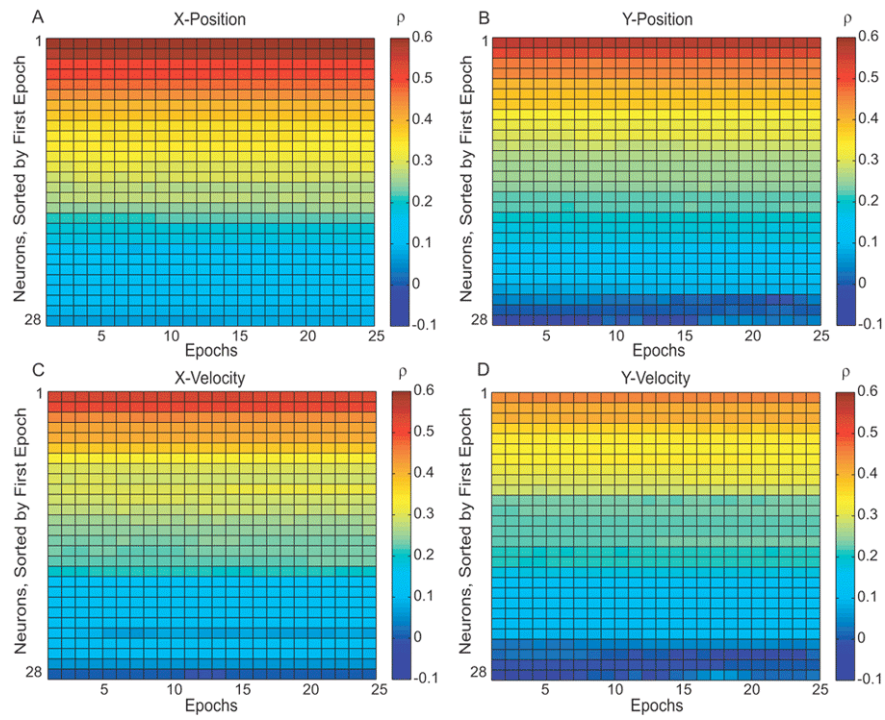 A X-Position ρ
Neurons, Sorted by First Epoch
1
28
5 10 15 20 25
Epochs
0.6
0.5
0.4
0.3
0.2
0.1
0
-0.1
B Y-Position ρ
Neurons, Sorted by First Epoch
1
28
5 10 15 20 25
Epochs
0.6
0.5
0.4
0.3
0.2
0.1
0
-0.1
C X-Velocity ρ
Neurons, Sorted by First Epoch
1
28
5 10 15 20 25
Epochs
0.6
0.5
0.4
0.3
0.2
0.1
0
-0.1
D Y-Velocity ρ
Neurons, Sorted by First Epoch
1
28
5 10 15 20 25
Epochs
0.6
0.5
0.4
0.3
0.2
0.1
0
-0.1